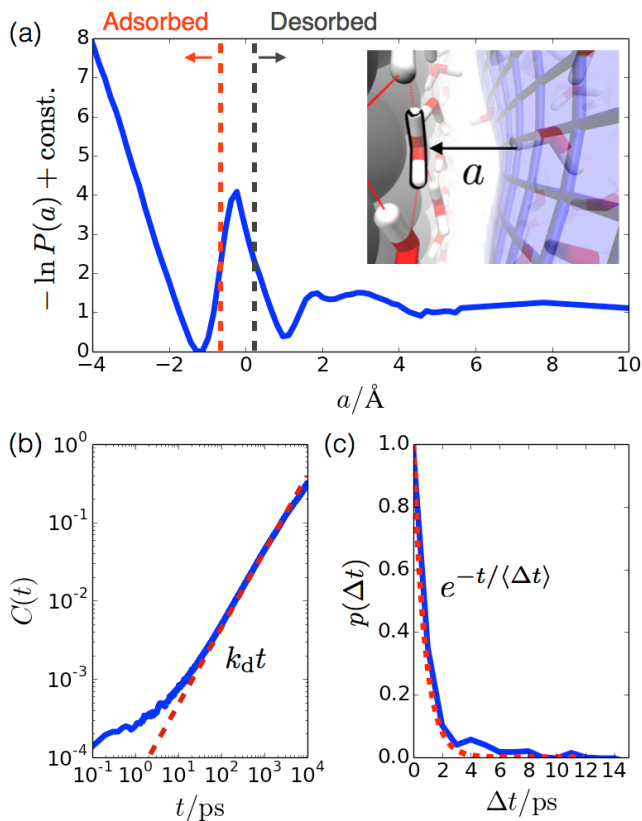 Adsorbed Desorbed
(a)
8
7
6
5
4
3
2
1
0
− ln P(a) + const.
a
−4 −2 0 2 4 6 8 10
a/Å
(b)
10^0
10^-1
10^-2
10^-3
10^-4
C(t)
k_d t
10^-1 10^0 10^1 10^2 10^3 10^4
t/ps
(c)
1.0
0.8
0.6
0.4
0.2
0.0
p(Δt)
e^{−t/⟨Δt⟩}
0 2 4 6 8 10 12 14
Δt/ps